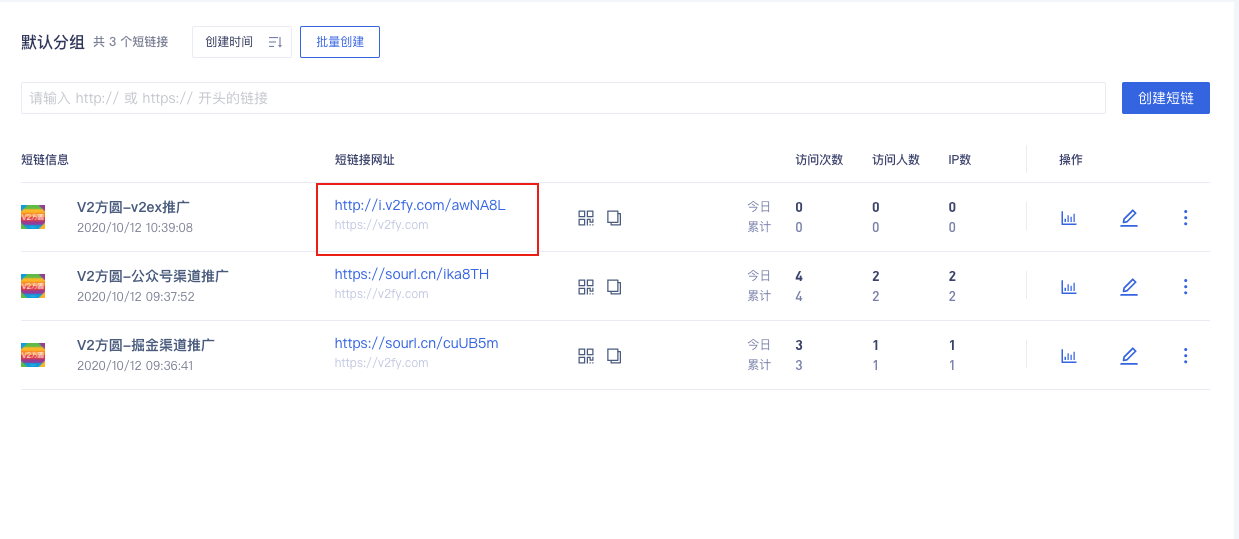 默认分组 共 3 个短链接 创建时间 批量创建
请输入 http:// 或 https:// 开头的链接 创建短链
短链信息 短链接网址 访问次数 访问人数 IP数 操作
V2方圆 V2方圆-v2ex推广 http://i.v2fy.com/awNA8L 今日 0 0 0
2020/10/12 10:39:08 https://v2fy.com 累计 0 0 0
V2方圆 V2方圆-公众号渠道推广 https://sourl.cn/ika8TH 今日 4 2 2
2020/10/12 09:37:52 https://v2fy.com 累计 4 2 2
V2方圆 V2方圆-掘金渠道推广 https://sourl.cn/cuUB5m 今日 3 1 1
2020/10/12 09:36:41 https://v2fy.com 累计 3 1 1